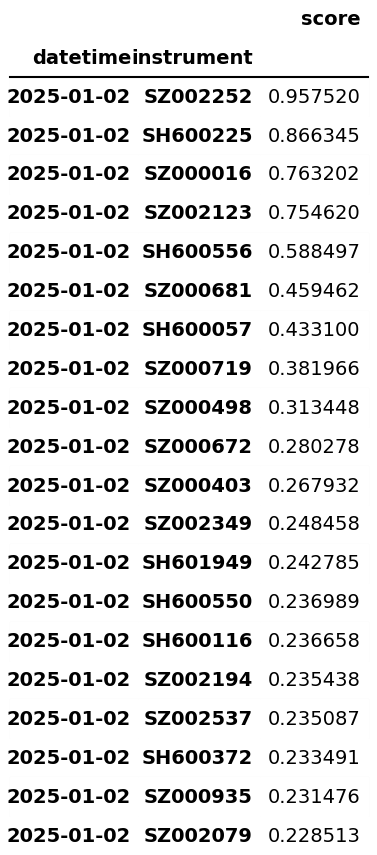 score
datetime instrument
2025-01-02 SZ002252 0.957520
2025-01-02 SH600225 0.866345
2025-01-02 SZ000016 0.763202
2025-01-02 SZ002123 0.754620
2025-01-02 SH600556 0.588497
2025-01-02 SZ000681 0.459462
2025-01-02 SH600057 0.433100
2025-01-02 SZ000719 0.381966
2025-01-02 SZ000498 0.313448
2025-01-02 SZ000672 0.280278
2025-01-02 SZ000403 0.267932
2025-01-02 SZ002349 0.248458
2025-01-02 SH601949 0.242785
2025-01-02 SH600550 0.236989
2025-01-02 SH600116 0.236658
2025-01-02 SZ002194 0.235438
2025-01-02 SZ002537 0.235087
2025-01-02 SH600372 0.233491
2025-01-02 SZ000935 0.231476
2025-01-02 SZ002079 0.228513